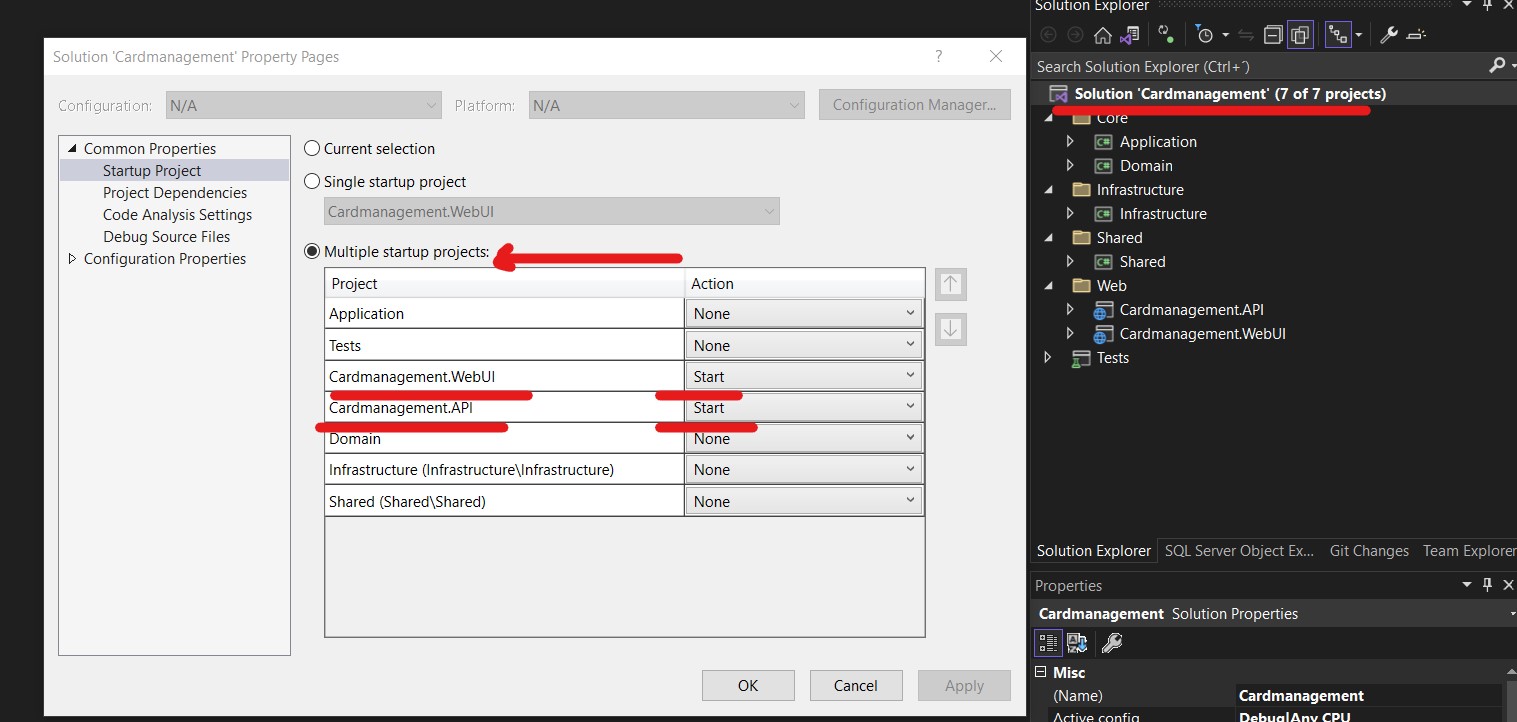 Solution 'Cardmanagement' Property Pages
?
Configuration:
N/A
Platform:
N/A
Configuration Manager...
Common Properties
Startup Project
Project Dependencies
Code Analysis Settings
Debug Source Files
Configuration Properties
Current selection
Single startup project
Cardmanagement.WebUI
Multiple startup projects:
Project Action
Application None
Tests None
Cardmanagement.WebUI Start
Cardmanagement.API Start
Domain None
Infrastructure (Infrastructure\Infrastructure) None
Shared (Shared\Shared) None
OK
Cancel
Apply
Solution Explorer
Search Solution Explorer (Ctrl+¨)
Solution 'Cardmanagement' (7 of 7 projects)
Core
C# Application
C# Domain
Infrastructure
C# Infrastructure
Shared
C# Shared
Web
Cardmanagement.API
Cardmanagement.WebUI
Tests
Solution Explorer
SQL Server Object Ex...
Git Changes
Team Explorer
Properties
Cardmanagement Solution Properties
Misc
(Name) Cardmanagement
Active config Debug|Any CPU